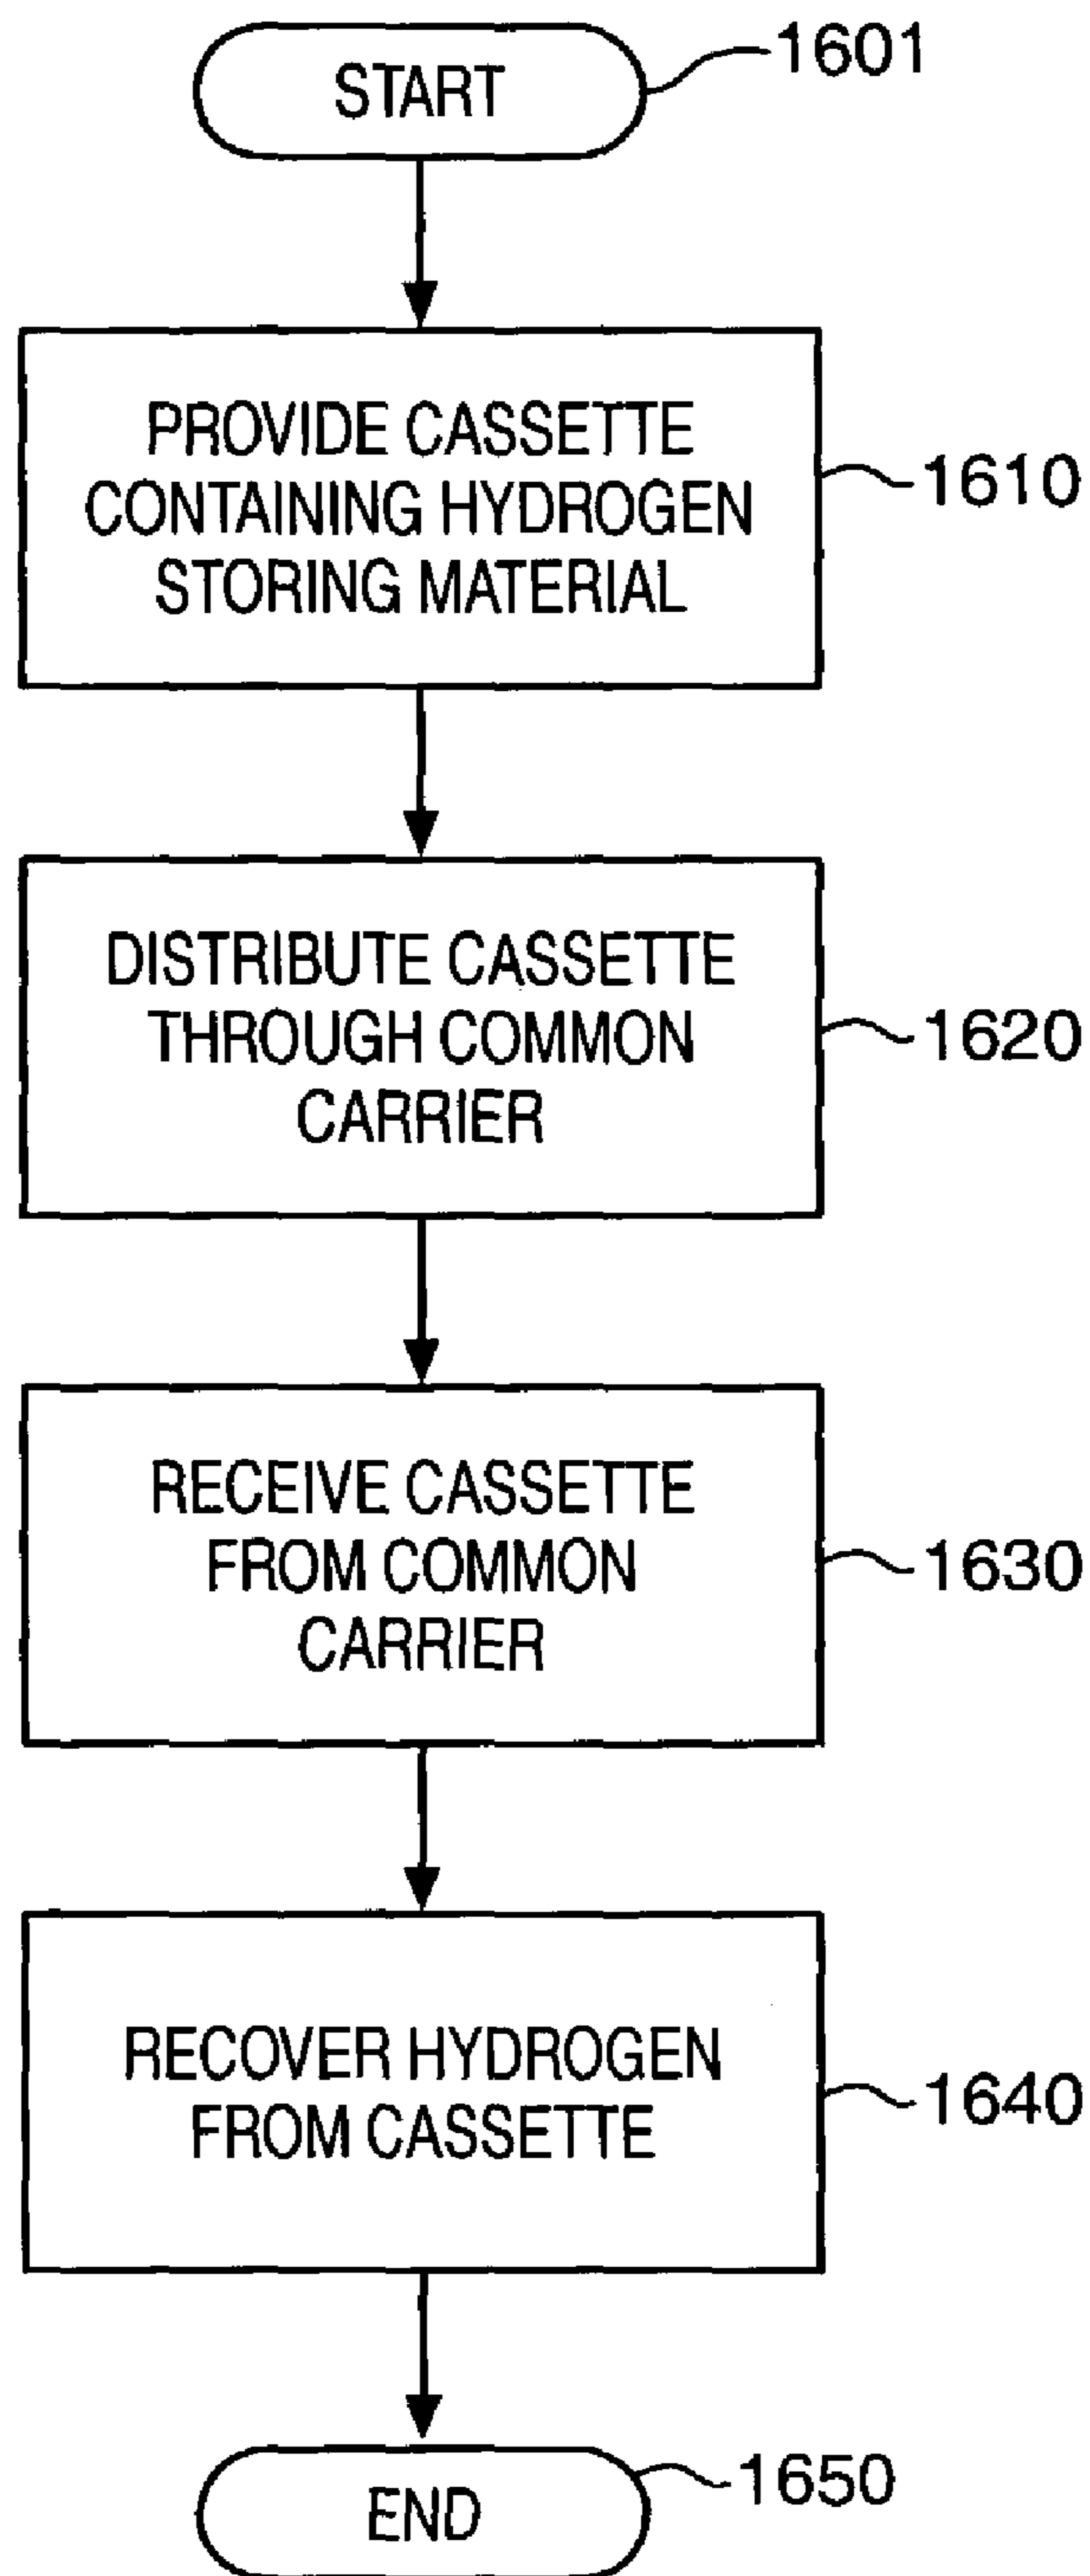 START
1601
PROVIDE CASSETTE
CONTAINING HYDROGEN
STORING MATERIAL
1610
DISTRIBUTE CASSETTE
THROUGH COMMON
CARRIER
1620
RECEIVE CASSETTE
FROM COMMON
CARRIER
1630
RECOVER HYDROGEN
FROM CASSETTE
1640
END
1650